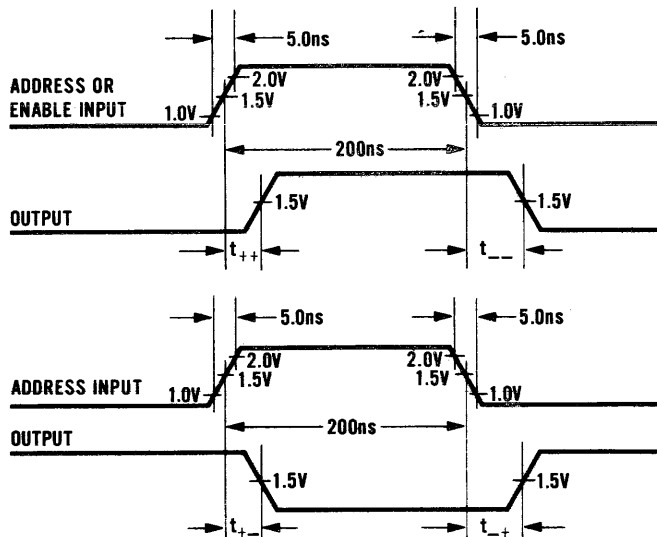 5.0ns 5.0ns
ADDRESS OR
ENABLE INPUT
2.0V 2.0V
1.5V 1.5V
1.0V 1.0V
200ns
OUTPUT
1.5V 1.5V
t++ t--
5.0ns 5.0ns
2.0V 2.0V
ADDRESS INPUT
1.5V 1.5V
1.0V 1.0V
200ns
OUTPUT
1.5V 1.5V
t+- t-+